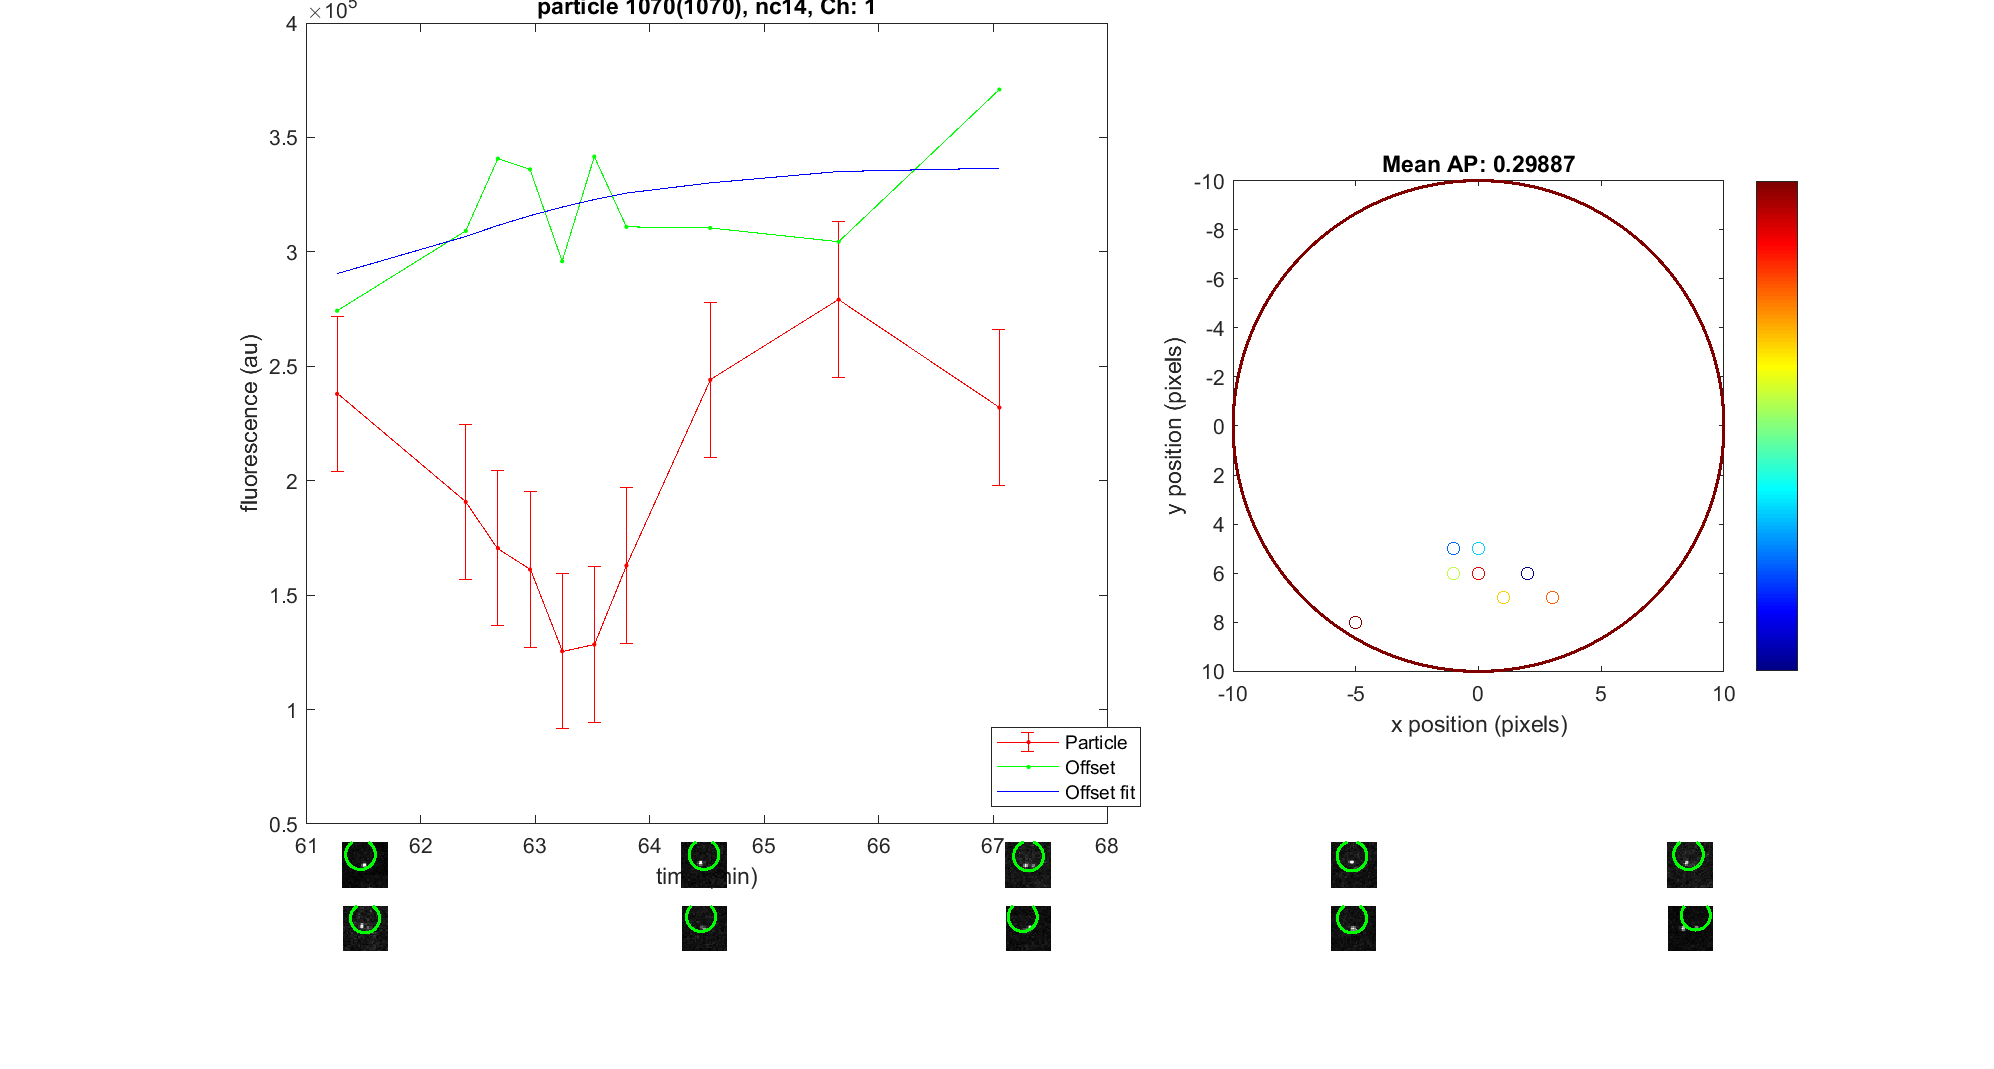 particle 1070(1070), nc14, Ch: 1
×10⁵
4
3.5
3
2.5
2
1.5
1
0.5
fluorescence (au)
61 62 63 64 65 66 67 68
Particle
Offset
Offset fit
Mean AP: 0.29887
-10
-8
-6
-4
-2
0
2
4
6
8
10
y position (pixels)
-10 -5 0 5 10
x position (pixels)